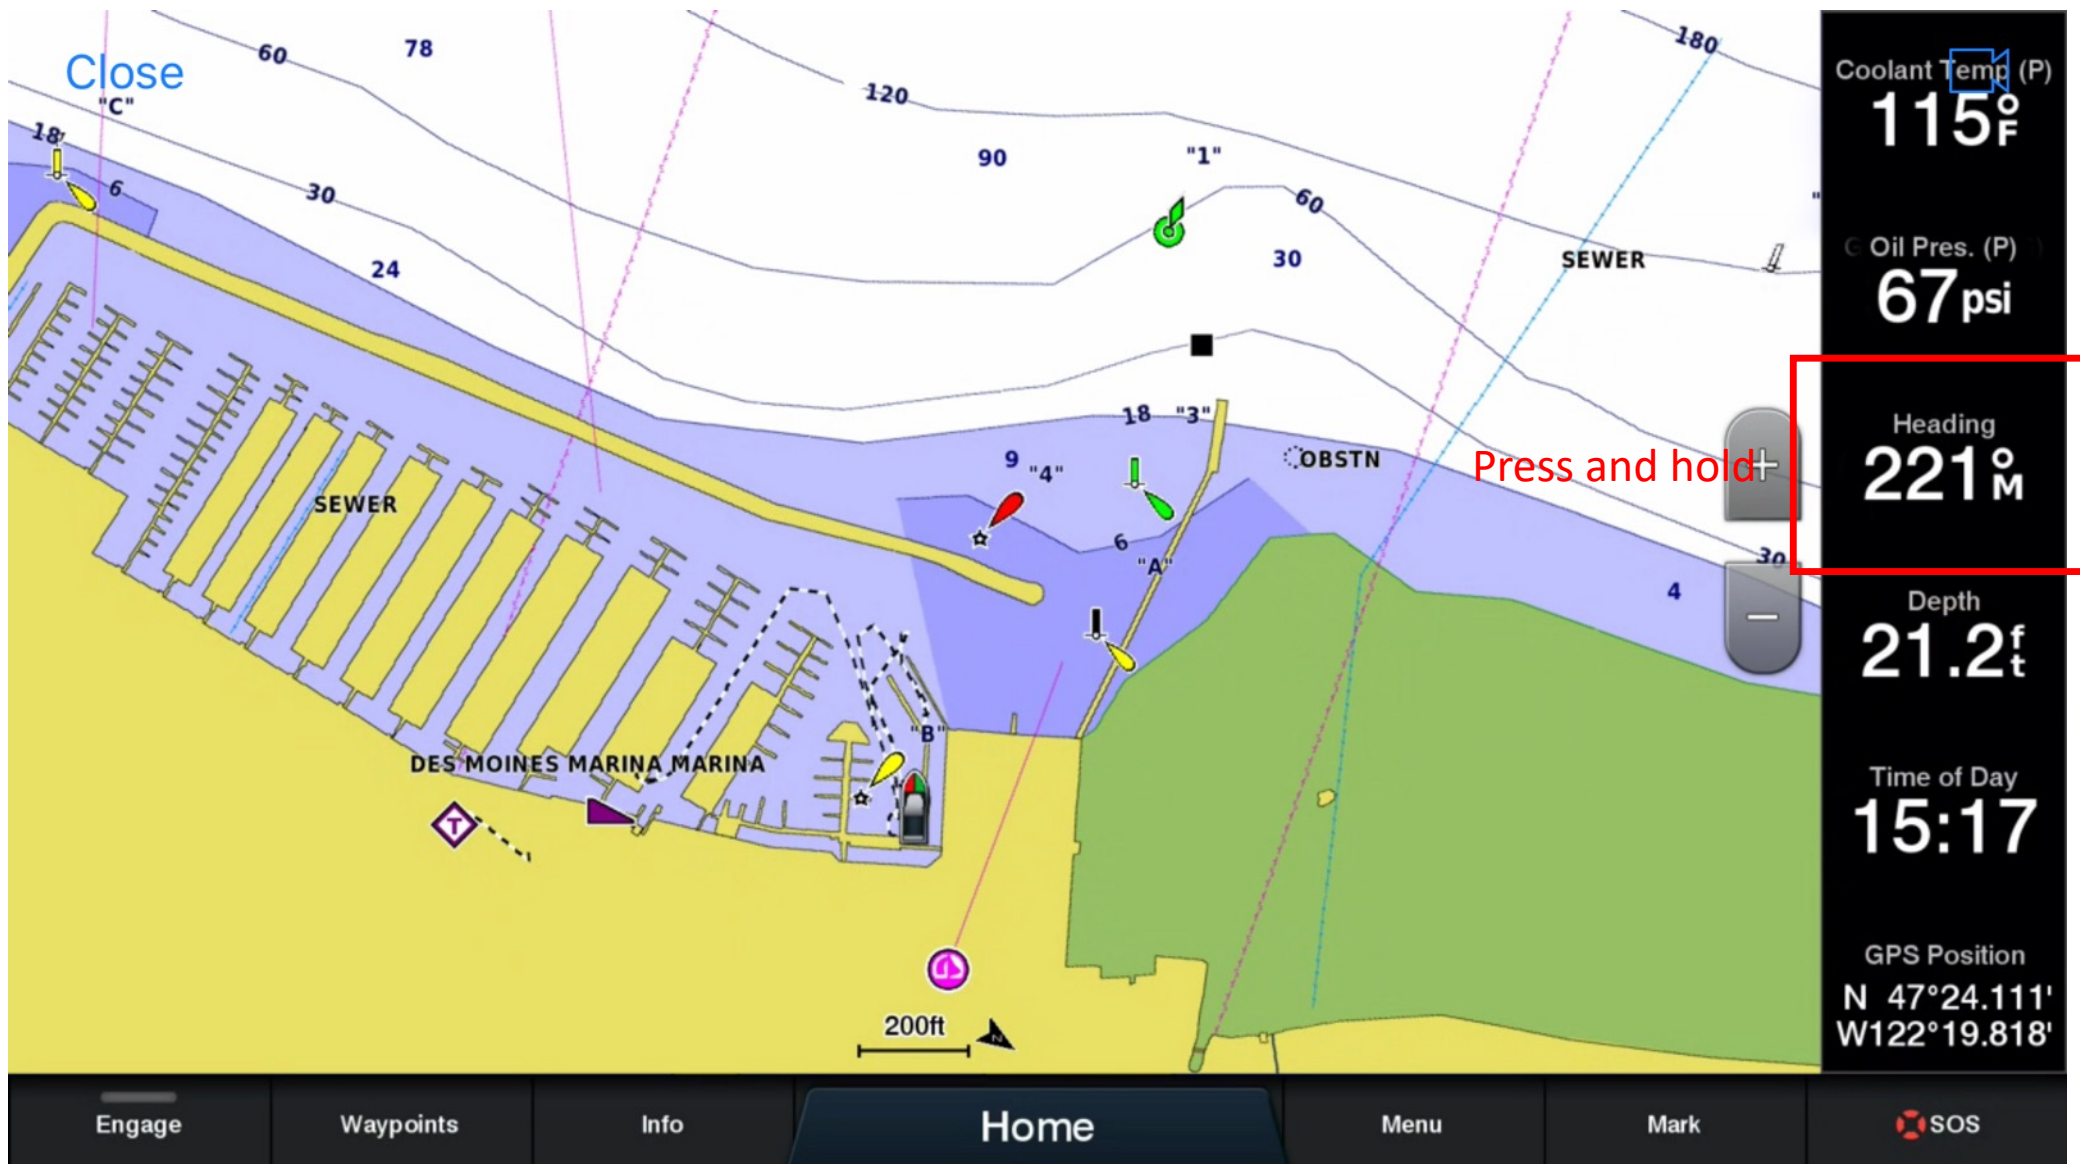 Close
60
78
180
120
"C"
18
90
"1"
6
30
60
24
30
SEWER
18
"3"
9
"4"
OBSTN
SEWER
6
"A"
30
4
"B"
DES MOINES MARINA MARINA
T
200ft
N
Press and hold
+
−
Coolant Temp (P)
115°F
Oil Pres. (P)
67psi
Heading
221°M
Depth
21.2ft
Time of Day
15:17
GPS Position
N 47°24.111'
W122°19.818'
Engage
Waypoints
Info
Home
Menu
Mark
SOS